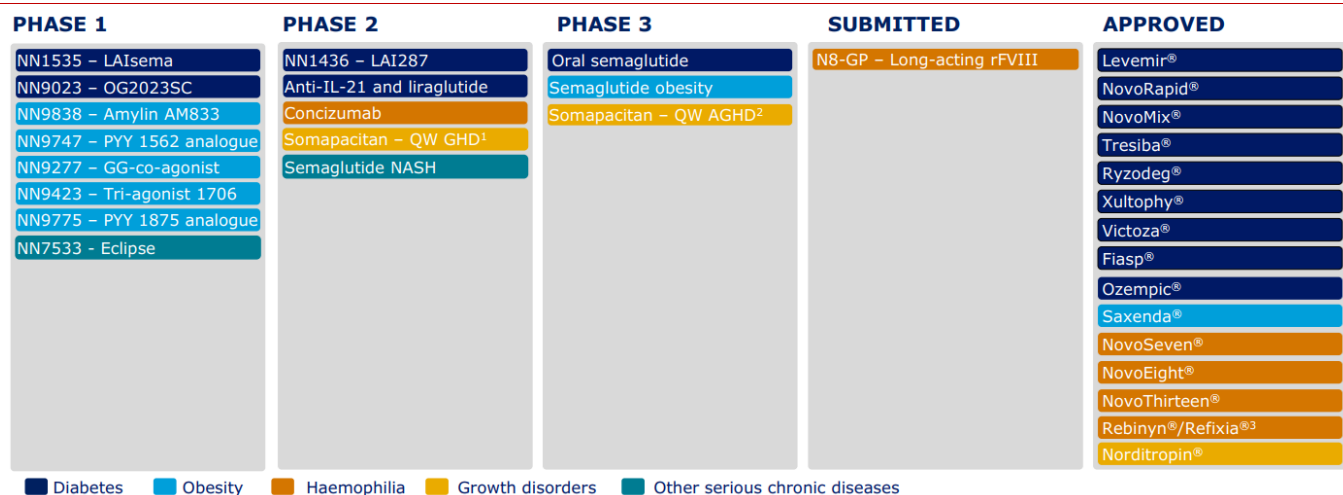 PHASE 1
NN1535 – LAIsema
NN9023 – OG2023SC
NN9838 – Amylin AM833
NN9747 – PYY 1562 analogue
NN9277 – GG-co-agonist
NN9423 – Tri-agonist 1706
NN9775 – PYY 1875 analogue
NN7533 - Eclipse
PHASE 2
NN1436 – LAI287
Anti-IL-21 and liraglutide
Concizumab
Somapacitan – QW GHD¹
Semaglutide NASH
PHASE 3
Oral semaglutide
Semaglutide obesity
Somapacitan – QW AGHD²
SUBMITTED
N8-GP – Long-acting rFVIII
APPROVED
Levemir®
NovoRapid®
NovoMix®
Tresiba®
Ryzodeg®
Xultophy®
Victoza®
Fiasp®
Ozempic®
Saxenda®
NovoSeven®
NovoEight®
NovoThirteen®
Rebinyn®/Refixia®³
Norditropin®
Diabetes
Obesity
Haemophilia
Growth disorders
Other serious chronic diseases